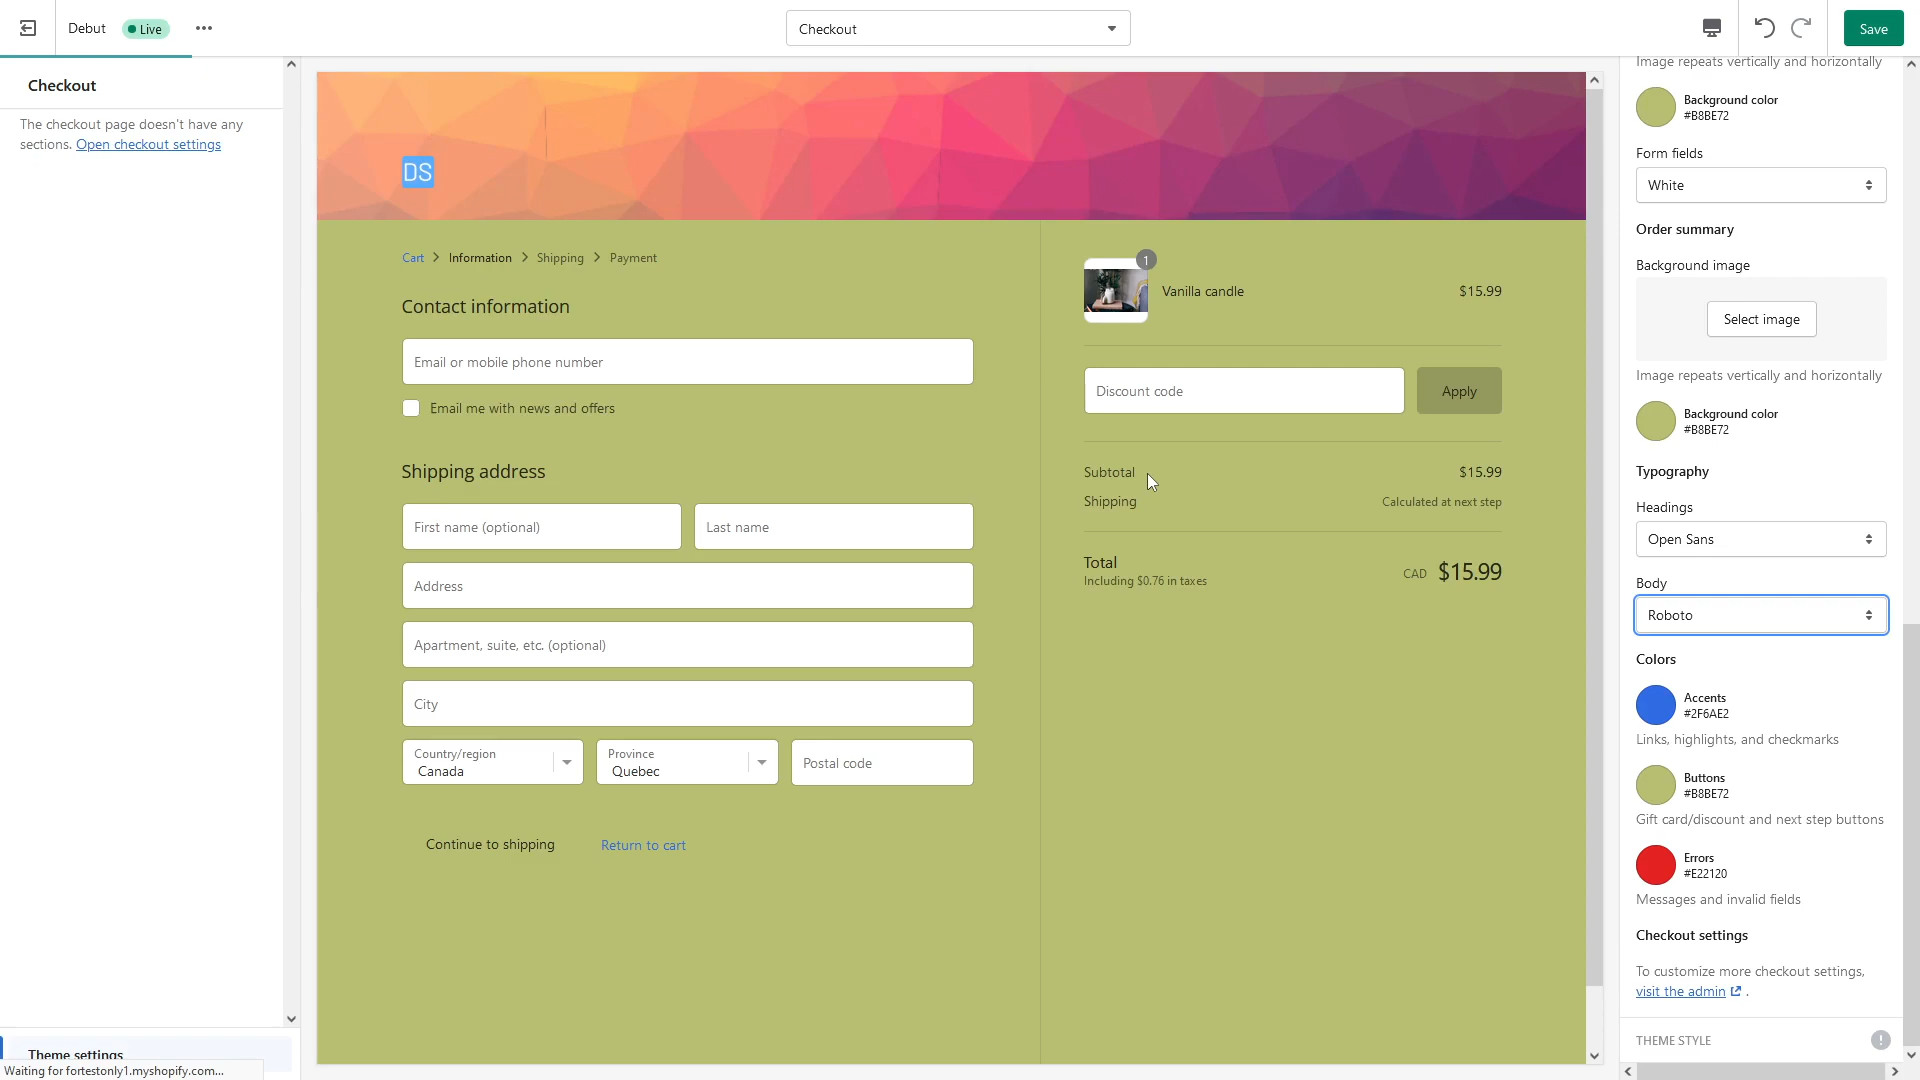 Debut
Live
Checkout
Save
Checkout
The checkout page doesn't have any
sections. Open checkout settings
DS
Cart > Information > Shipping > Payment
Contact information
Email or mobile phone number
Email me with news and offers
Shipping address
First name (optional)
Last name
Address
Apartment, suite, etc. (optional)
City
Country/region
Canada
Province
Quebec
Postal code
Continue to shipping
Return to cart
1
Vanilla candle
$15.99
Discount code
Apply
Subtotal
$15.99
Shipping
Calculated at next step
Total
Including $0.76 in taxes
CAD $15.99
Image repeats vertically and horizontally
Background color
#B8BE72
Form fields
White
Order summary
Background image
Select image
Image repeats vertically and horizontally
Background color
#B8BE72
Typography
Headings
Open Sans
Body
Roboto
Colors
Accents
#2F6AE2
Links, highlights, and checkmarks
Buttons
#B8BE72
Gift card/discount and next step buttons
Errors
#E22120
Messages and invalid fields
Checkout settings
To customize more checkout settings,
visit the admin .
THEME STYLE
Theme settings
Waiting for fortestonly1.myshopify.com...